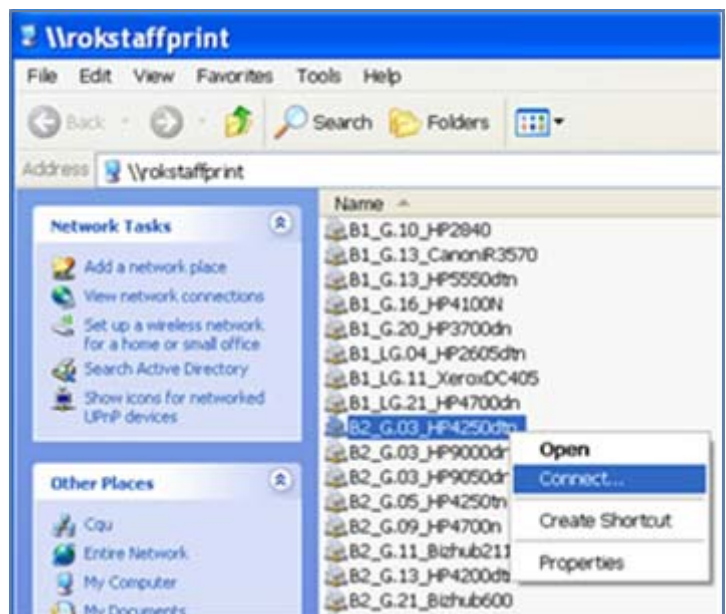 \\rokstaffprint
File Edit View Favorites Tools Help
Back Search Folders
Address \\rokstaffprint
Network Tasks
Add a network place
View network connections
Set up a wireless network
for a home or small office
Search Active Directory
Show icons for networked
UPnP devices
Other Places
Cqu
Entire Network
My Computer
My Documents
Name
B1_G.10_HP2840
B1_G.13_CanoniR3570
B1_G.13_HP5550dtn
B1_G.16_HP4100N
B1_G.20_HP3700dn
B1_LG.04_HP2605dtn
B1_LG.11_XeroxDC405
B1_LG.21_HP4700dn
B2_G.03_HP4250dtn
B2_G.03_HP9000dn
B2_G.03_HP9050dn
B2_G.05_HP4250tn
B2_G.09_HP4700n
B2_G.11_Bizhub211
B2_G.13_HP4200dt
B2_G.21_Bizhub600
Open
Connect...
Create Shortcut
Properties